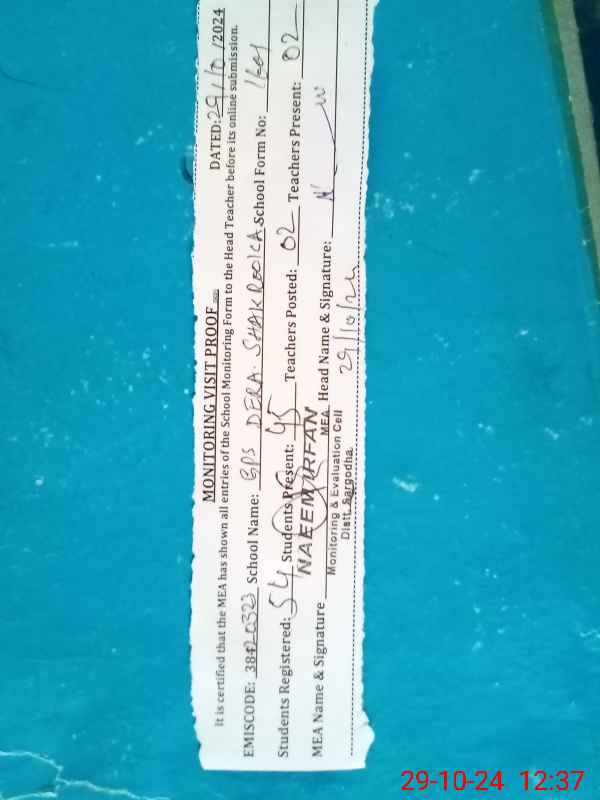 MONITORING VISIT PROOF
DATED: 29/10/2024
It is certified that the MEA has shown all entries of the School Monitoring Form to the Head Teacher before its online submission.
EMISCODE: 38420323 School Name: G/S DERA. SHAK ROOKA School Form No:
Students Registered: 54 Students Present: 45 Teachers Posted: 02 Teachers Present: 02
MEA Name & Signature Head Name & Signature:
NAEEM IRFAN
MEA
Monitoring & Evaluation Cell
Distt. Sargodha.
29/10/24
29-10-24 12:37